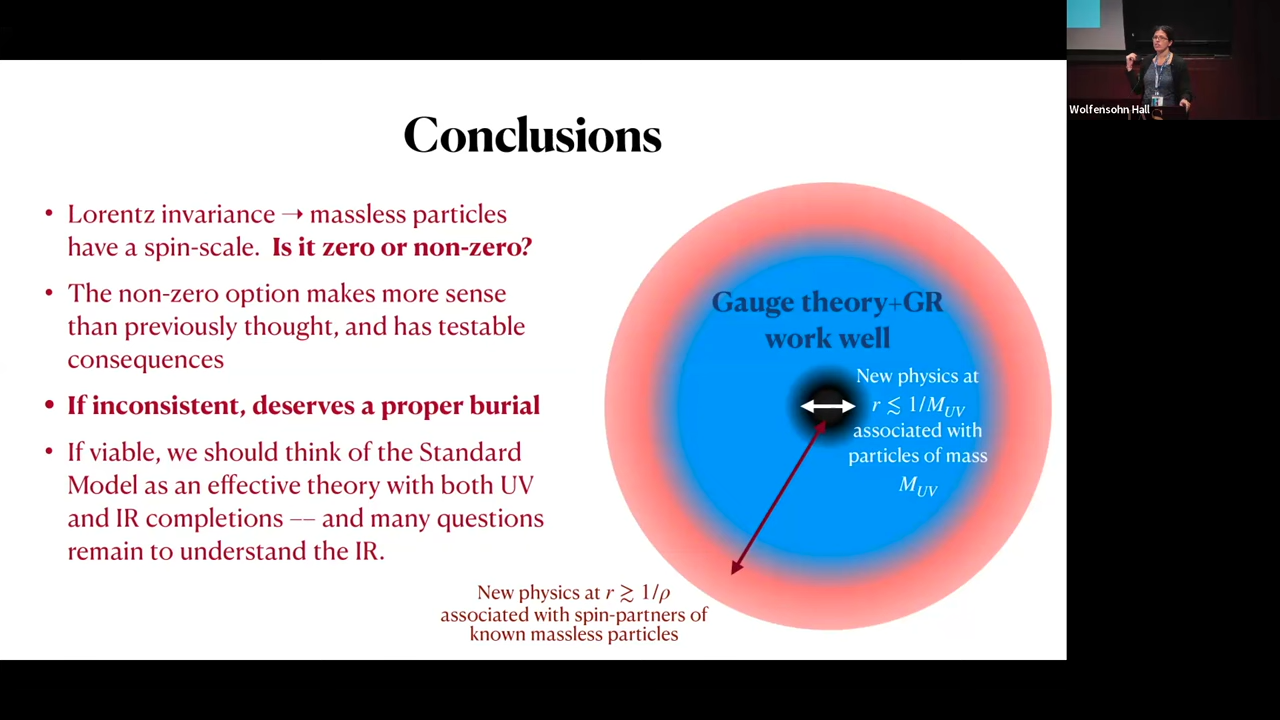 Conclusions
• Lorentz invariance → massless particles
have a spin-scale. Is it zero or non-zero?
• The non-zero option makes more sense
than previously thought, and has testable
consequences
• If inconsistent, deserves a proper burial
• If viable, we should think of the Standard
Model as an effective theory with both UV
and IR completions -– and many questions
remain to understand the IR.
Gauge theory+GR
work well
New physics at
r ≲ 1/M_UV
associated with
particles of mass
M_UV
New physics at r ≳ 1/ρ
associated with spin-partners of
known massless particles
Wolfensohn Hall